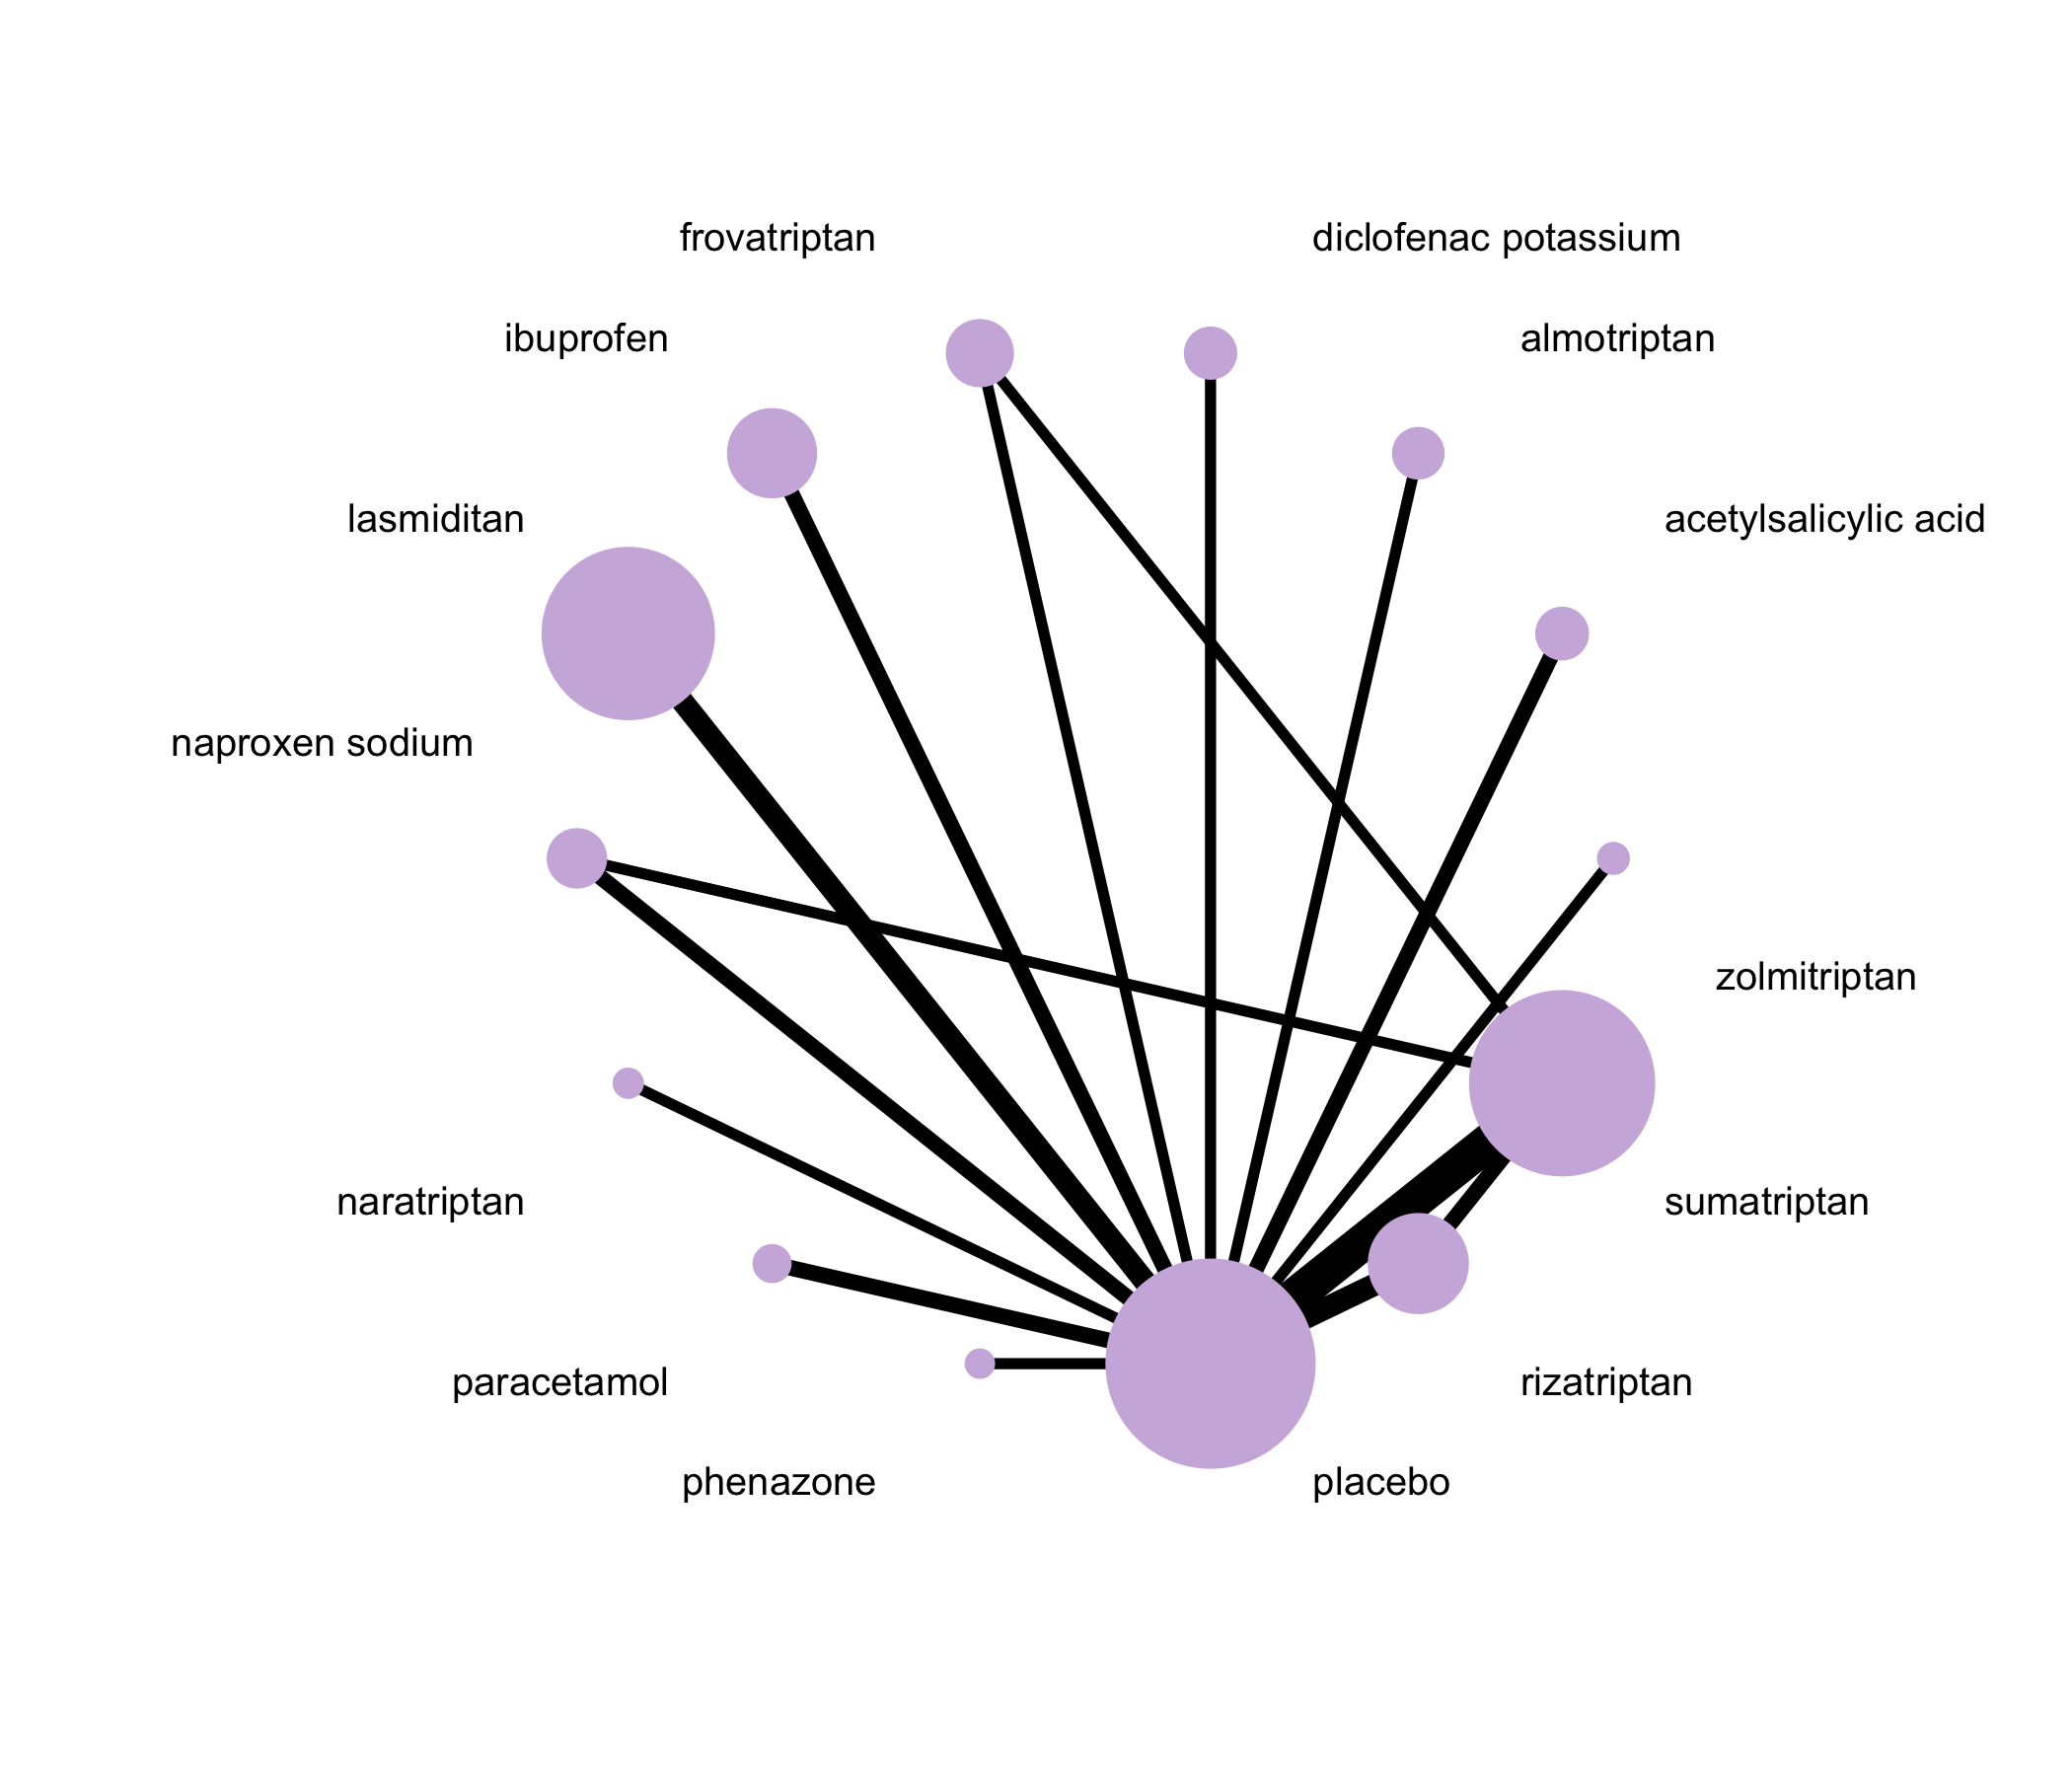 frovatriptan
diclofenac potassium
ibuprofen
almotriptan
lasmiditan
acetylsalicylic acid
naproxen sodium
zolmitriptan
naratriptan
sumatriptan
paracetamol
rizatriptan
phenazone
placebo